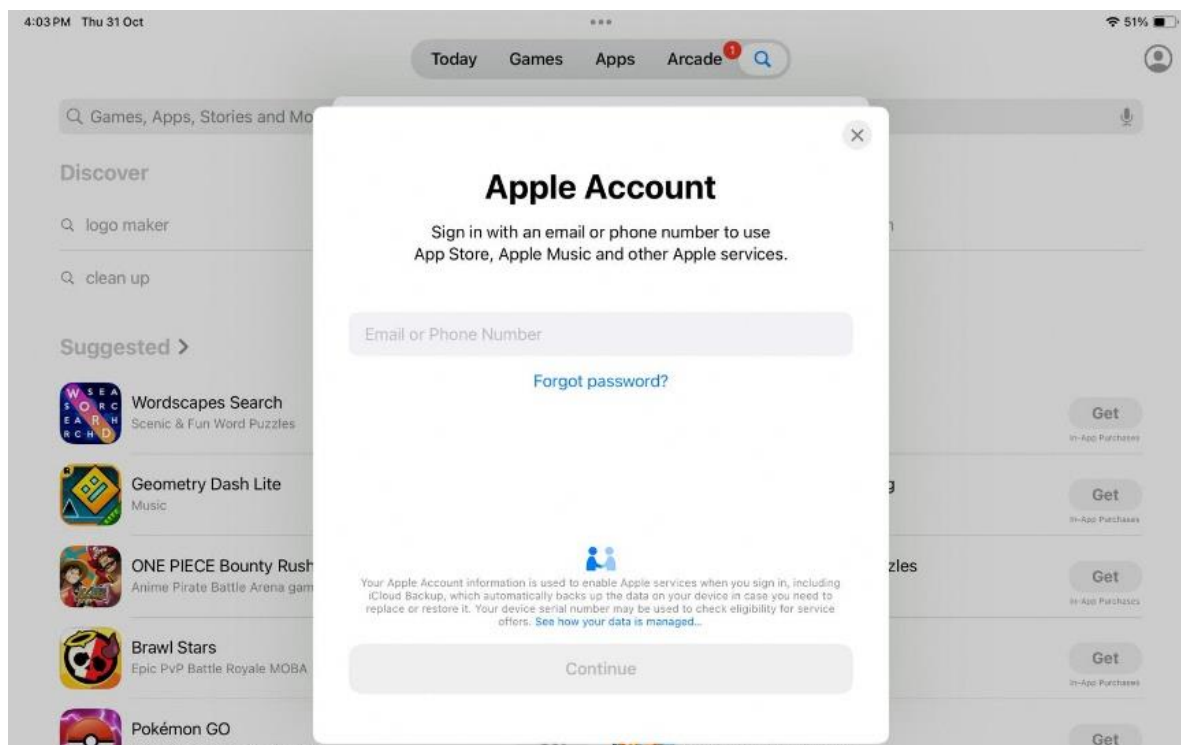 4:03 PM Thu 31 Oct
51%
Today Games Apps Arcade 1
Games, Apps, Stories and Mo
Discover
logo maker
clean up
Suggested >
Wordscapes Search
Scenic & Fun Word Puzzles
Geometry Dash Lite
Music
ONE PIECE Bounty Rush
Anime Pirate Battle Arena gam
Brawl Stars
Epic PvP Battle Royale MOBA
Pokémon GO
Apple Account
Sign in with an email or phone number to use
App Store, Apple Music and other Apple services.
Email or Phone Number
Forgot password?
Your Apple Account information is used to enable Apple services when you sign in, including
iCloud Backup, which automatically backs up the data on your device in case you need to
replace or restore it. Your device serial number may be used to check eligibility for service
offers. See how your data is managed...
Continue
Get
In-App Purchases
g
Get
In-App Purchases
zles
Get
In-App Purchases
Get
In-App Purchases
Get